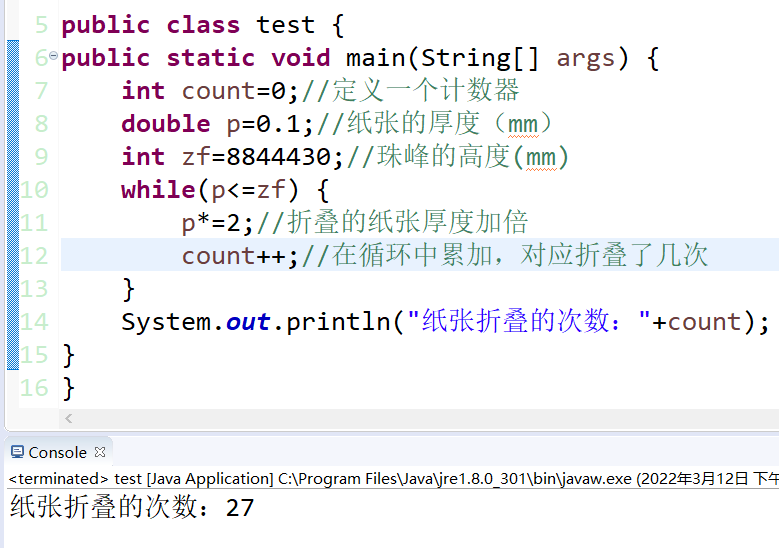 5 public class test {
6 public static void main(String[] args) {
7 int count=0;//定义一个计数器
8 double p=0.1;//纸张的厚度（mm）
9 int zf=8844430;//珠峰的高度(mm)
10 while(p<=zf) {
11 p*=2;//折叠的纸张厚度加倍
12 count++;//在循环中累加，对应折叠了几次
13 }
14 System.out.println("纸张折叠的次数："+count);
15 }
16 }
Console
<terminated> test [Java Application] C:\Program Files\Java\jre1.8.0_301\bin\javaw.exe (2022年3月12日 下午
纸张折叠的次数：27